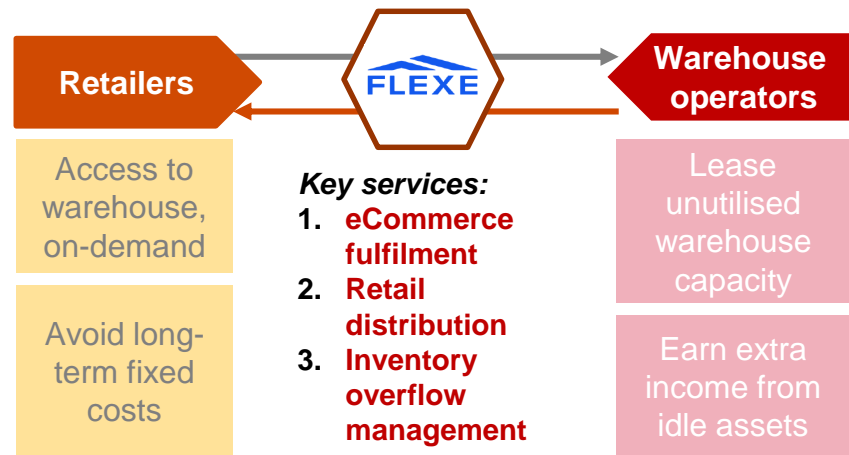 Retailers
FLEXE
Warehouse
operators
Access to
warehouse,
on-demand
Avoid long-
term fixed
costs
Key services:
1. eCommerce
fulfilment
2. Retail
distribution
3. Inventory
overflow
management
Lease
unutilised
warehouse
capacity
Earn extra
income from
idle assets